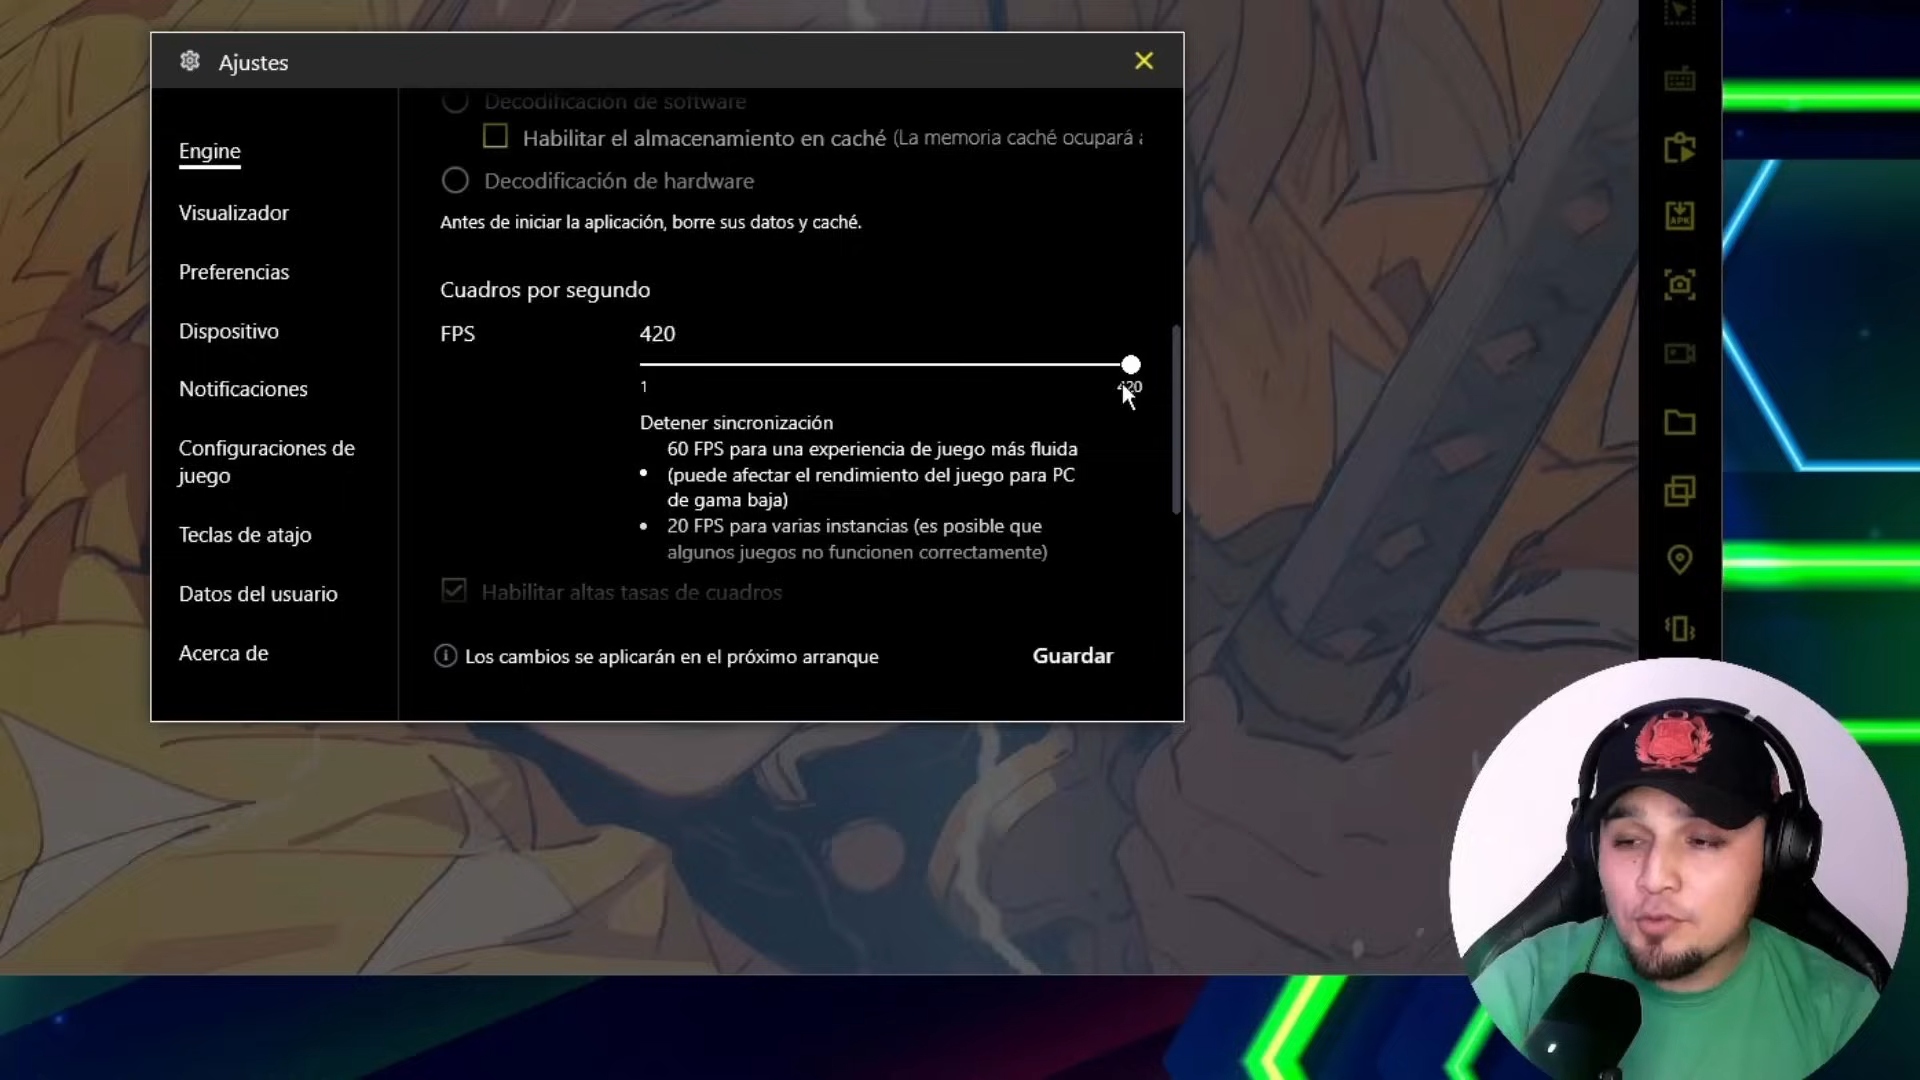 Ajustes
Engine
Visualizador
Preferencias
Dispositivo
Notificaciones
Configuraciones de
juego
Teclas de atajo
Datos del usuario
Acerca de
Decodificación de software
Habilitar el almacenamiento en caché (La memoria caché ocupará
Decodificación de hardware
Antes de iniciar la aplicación, borre sus datos y caché.
Cuadros por segundo
FPS 420
1 420
Detener sincronización
60 FPS para una experiencia de juego más fluida
• (puede afectar el rendimiento del juego para PC
de gama baja)
• 20 FPS para varias instancias (es posible que
algunos juegos no funcionen correctamente)
Habilitar altas tasas de cuadros
Los cambios se aplicarán en el próximo arranque
Guardar
APK